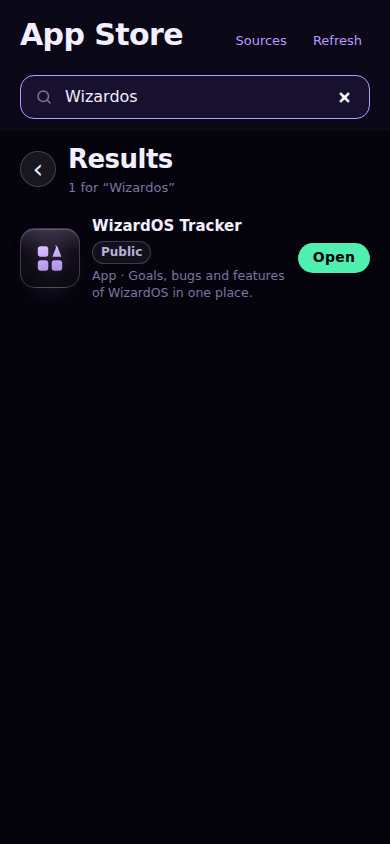 App Store
Sources
Refresh
Wizardos
Results
1 for “Wizardos”
WizardOS Tracker
Public
App · Goals, bugs and features
of WizardOS in one place.
Open